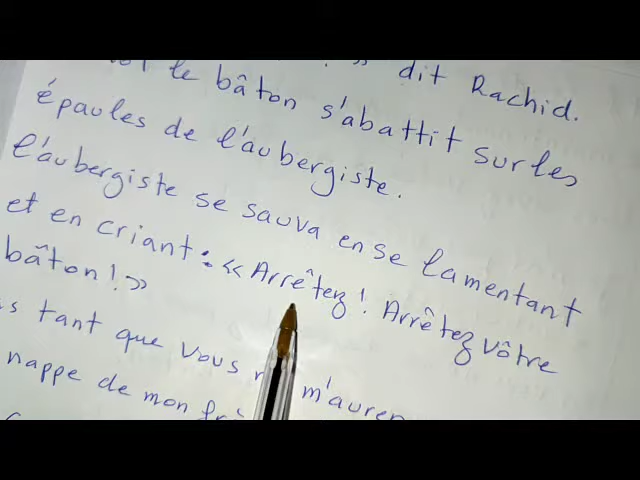 le bâton s'abattit sur les
» dit Rachid.
épaules de l'aubergiste.
l'aubergiste se sauva en se lamentant
et en criant : « Arrêtez ! Arrêtez vôtre
bâton ! »
tant que vous m'auren
nappe de mon